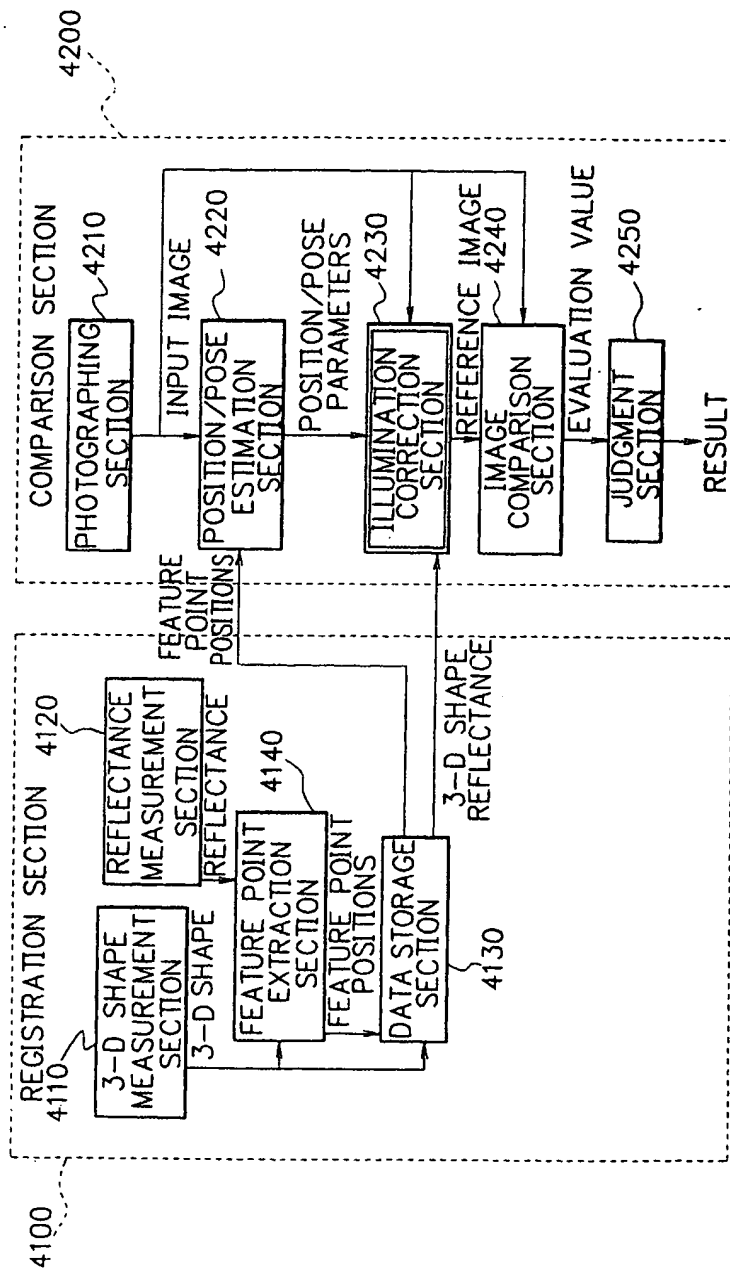 4100
REGISTRATION SECTION
4110
3-D SHAPE
MEASUREMENT
SECTION
3-D SHAPE
4120
REFLECTANCE
MEASUREMENT
SECTION
REFLECTANCE
4140
FEATURE POINT
EXTRACTION
SECTION
FEATURE POINT
POSITIONS
DATA STORAGE
SECTION
4130
FEATURE
POINT
POSITIONS
3-D SHAPE
REFLECTANCE
4200
COMPARISON SECTION
4210
PHOTOGRAPHING
SECTION
INPUT IMAGE
4220
POSITION/POSE
ESTIMATION
SECTION
POSITION/POSE
PARAMETERS
4230
ILLUMINATION
CORRECTION
SECTION
REFERENCE IMAGE
4240
IMAGE
COMPARISON
SECTION
EVALUATION VALUE
4250
JUDGMENT
SECTION
RESULT